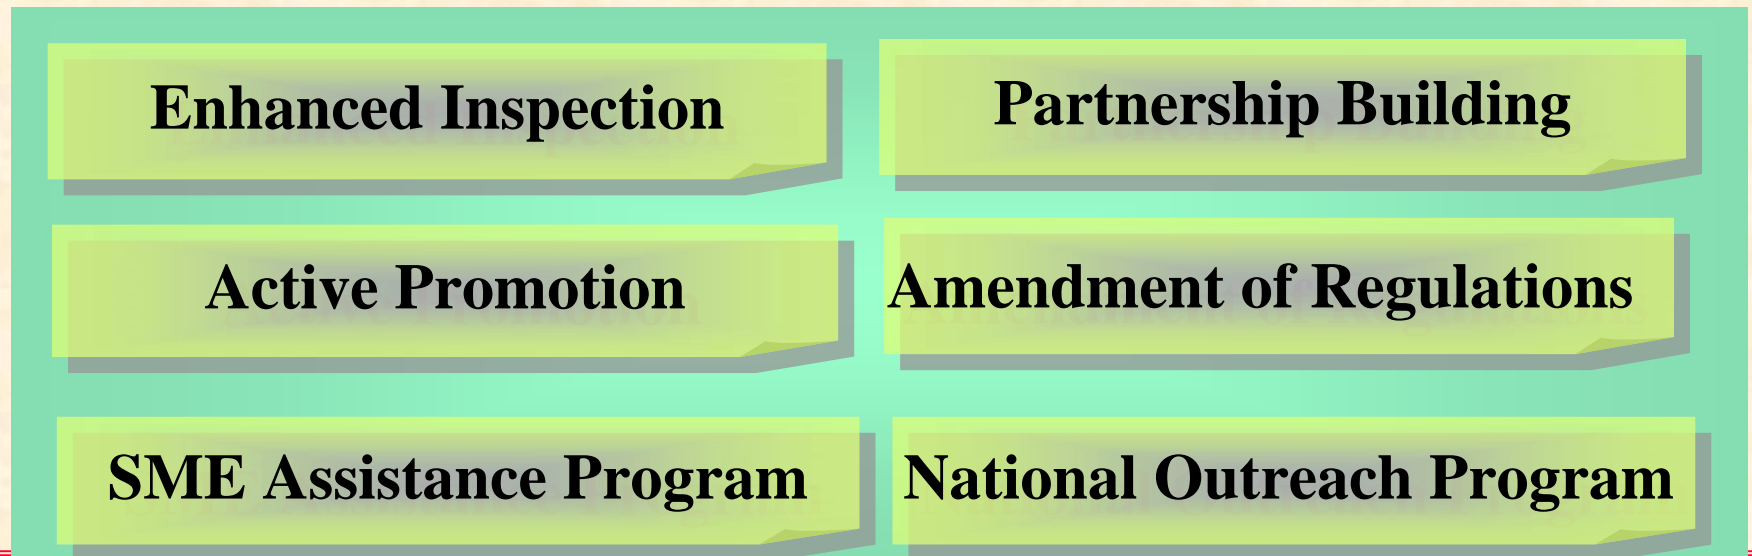 Enhanced Inspection
Partnership Building
Active Promotion
Amendment of Regulations
SME Assistance Program
National Outreach Program